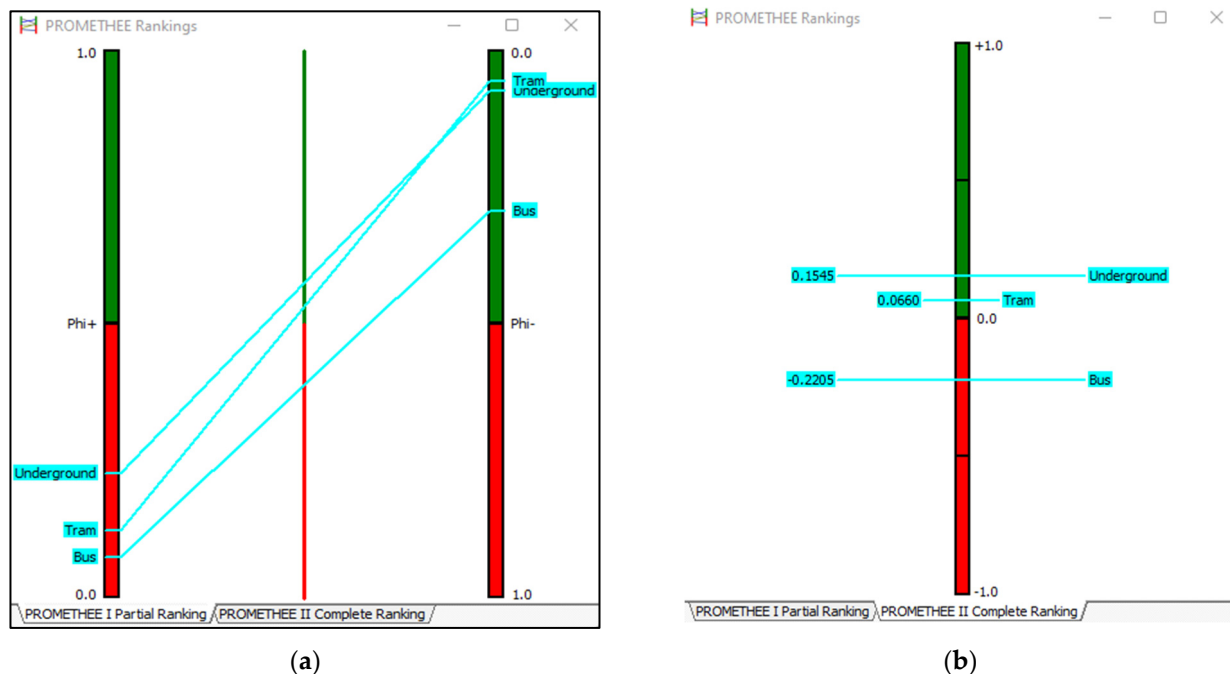 PROMETHEE Rankings
1.0
0.0
Tram
Underground
Bus
Phi+
Phi-
Underground
Tram
Bus
0.0
1.0
PROMETHEE I Partial Ranking
PROMETHEE II Complete Ranking
(a)
PROMETHEE Rankings
+1.0
0.1545
Underground
0.0660
Tram
0.0
-0.2205
Bus
-1.0
PROMETHEE I Partial Ranking
PROMETHEE II Complete Ranking
(b)